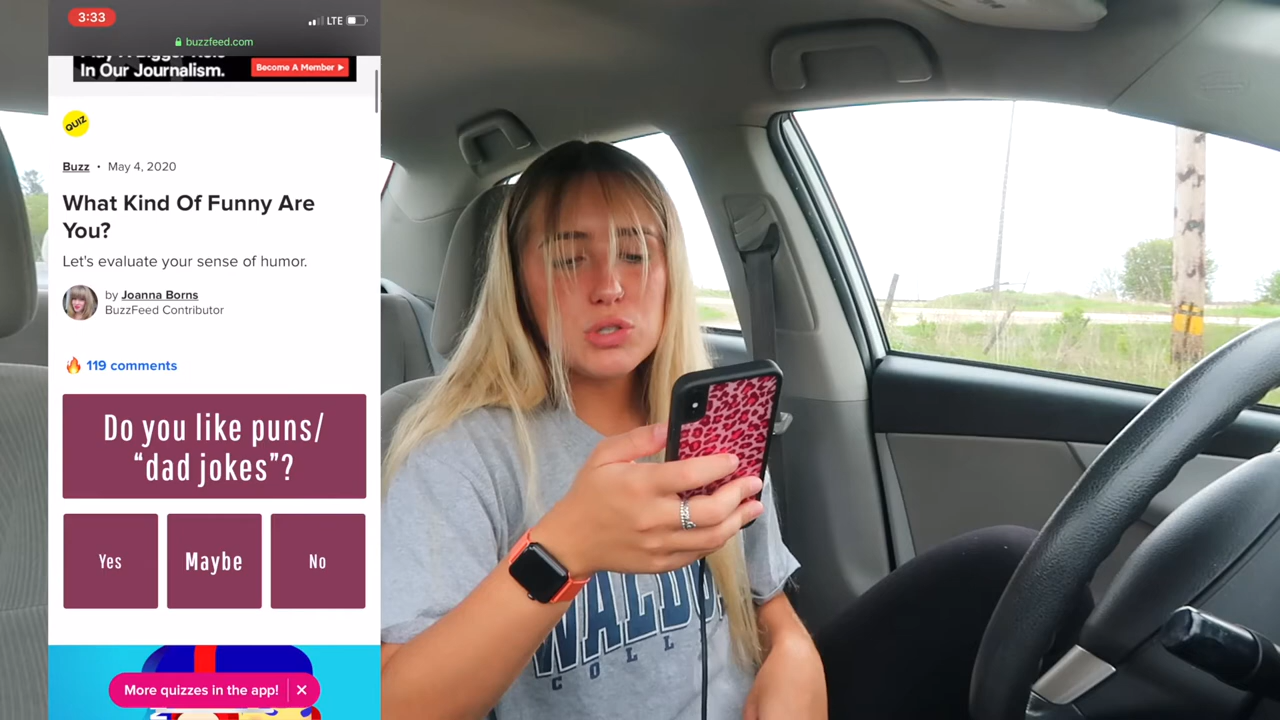 3:33
LTE
buzzfeed.com
In Our Journalism.
Become A Member
QUIZ
Buzz • May 4, 2020
What Kind Of Funny Are
You?
Let's evaluate your sense of humor.
by Joanna Borns
BuzzFeed Contributor
119 comments
Do you like puns/
“dad jokes”?
Yes
Maybe
No
More quizzes in the app!
COLL